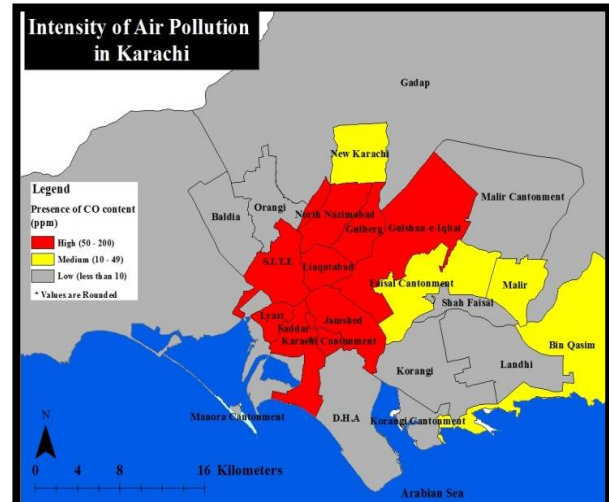 Intensity of Air Pollution
in Karachi
Gadap
New Karachi
Legend
Presence of CO content
(ppm)
High (50 - 200)
Medium (10 - 49)
Low (less than 10)
* Values are Rounded
Baldia
Orangi
North Nazimabad
Gulberg
Gulshan-e-Iqbal
Malir Cantonment
S.I.T.E
Liaqatabad
Faisal Cantonment
Malir
Shah Faisal
Lyari
Saddar
Jamshed
Karachi Cantonment
Bin Qasim
Korangi
Landhi
Manora Cantonment
D.H.A
Korangi Cantonment
N
0 4 8 16 Kilometers
Arabian Sea